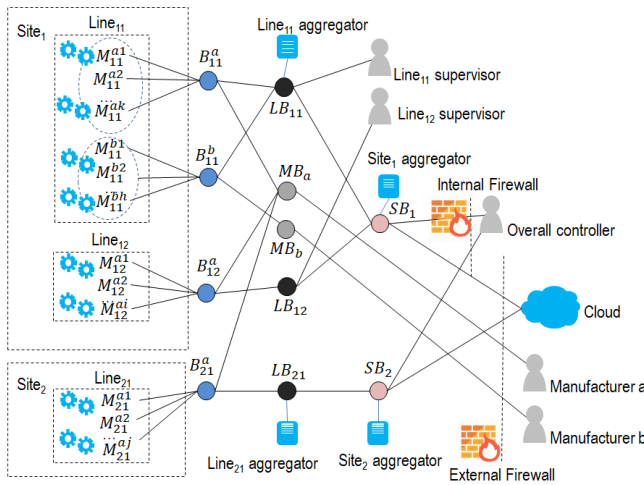 Site₁
Line₁₁
M₁₁ᵃ¹
M₁₁ᵃ²
...
M₁₁ᵃᵏ
M₁₁ᵇ¹
M₁₁ᵇ²
...
M₁₁ᵇʰ
Line₁₂
M₁₂ᵃ¹
M₁₂ᵃ²
...
M₁₂ᵃⁱ
Site₂
Line₂₁
M₂₁ᵃ¹
M₂₁ᵃ²
...
M₂₁ᵃʲ
B₁₁ᵃ
B₁₁ᵇ
B₁₂ᵃ
B₂₁ᵃ
Line₁₁ aggregator
LB₁₁
MBₐ
MB_b
LB₁₂
LB₂₁
Line₂₁ aggregator
Line₁₁ supervisor
Line₁₂ supervisor
Site₁ aggregator
SB₁
SB₂
Site₂ aggregator
Internal Firewall
Overall controller
Cloud
Manufacturer a
Manufacturer b
External Firewall